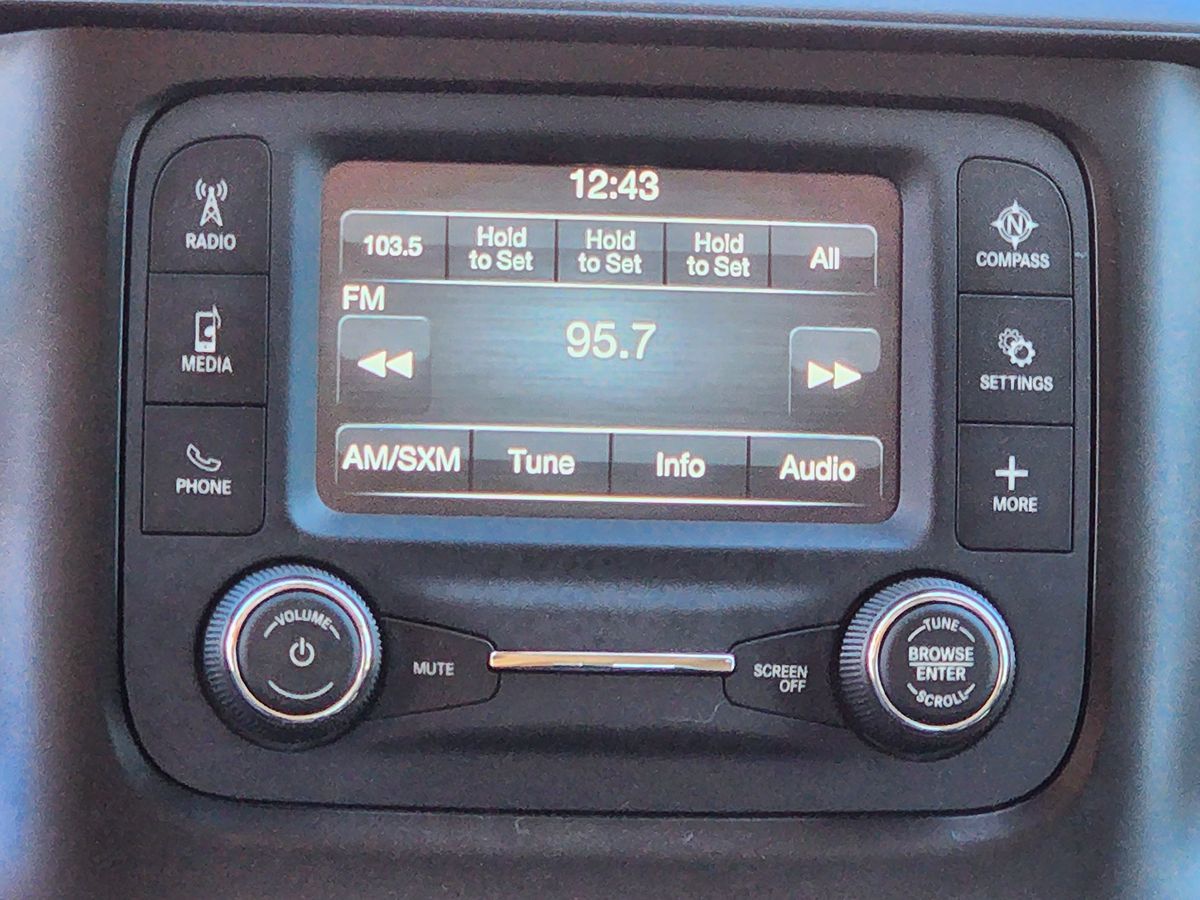 12:43
103.5
Hold
to Set
Hold
to Set
Hold
to Set
All
FM
95.7
AM/SXM
Tune
Info
Audio
RADIO
MEDIA
PHONE
N
COMPASS
SETTINGS
MORE
VOLUME
MUTE
SCREEN
OFF
TUNE
BROWSE
ENTER
SCROLL